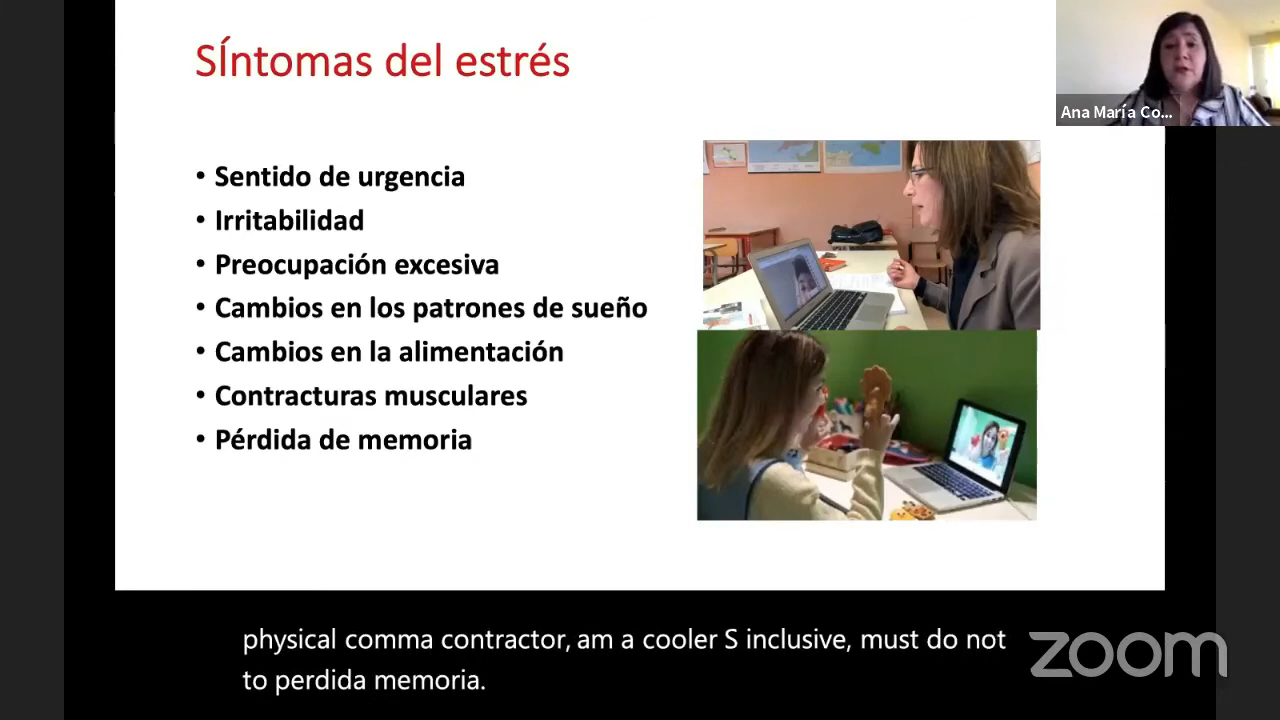 SÍntomas del estrés
Ana María Co...
• Sentido de urgencia
• Irritabilidad
• Preocupación excesiva
• Cambios en los patrones de sueño
• Cambios en la alimentación
• Contracturas musculares
• Pérdida de memoria
physical comma contractor, am a cooler S inclusive, must do not
to perdida memoria.
zoom